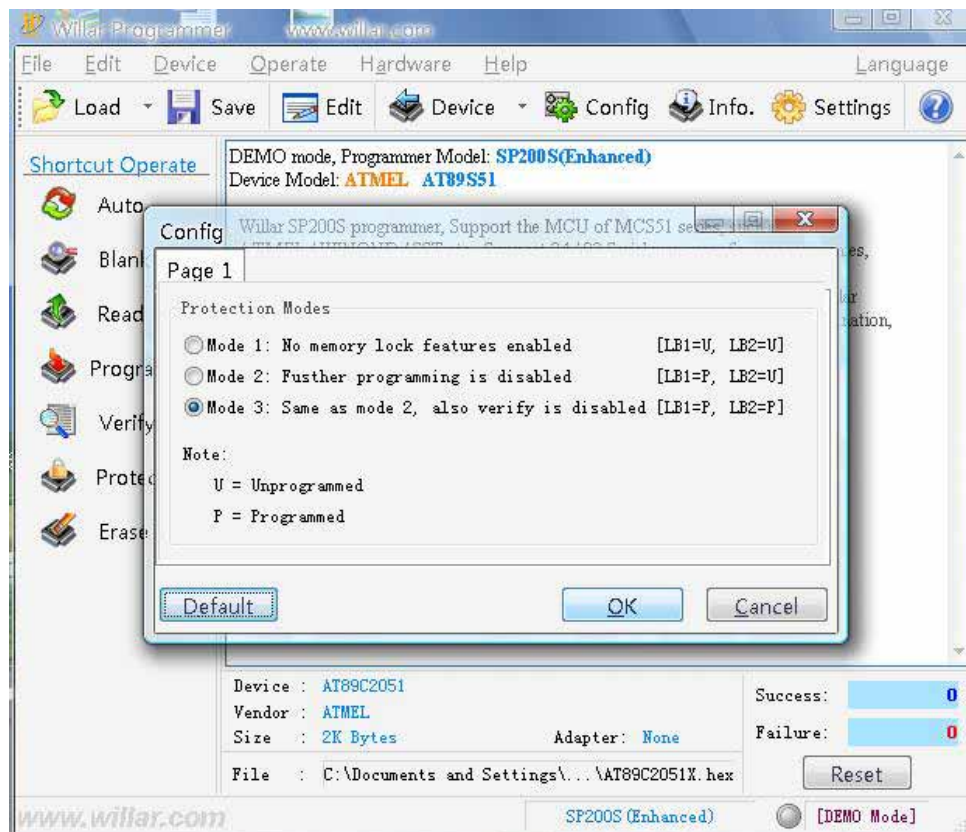 Willar Programmer www.willar.com
File Edit Device Operate Hardware Help Language
Load Save Edit Device Config Info. Settings
Shortcut Operate
Auto
Blank
Read
Progra
Verify
Protec
Erase
DEMO mode, Programmer Model: SP200S(Enhanced)
Device Model: ATMEL AT89S51
Willar SP200S programmer, Support the MCU of MCS51
Config
Page 1
Protection Modes
Mode 1: No memory lock features enabled [LB1=U, LB2=U]
Mode 2: Fusther programming is disabled [LB1=P, LB2=U]
Mode 3: Same as mode 2, also verify is disabled [LB1=P, LB2=P]
Note:
U = Unprogrammed
P = Programmed
Default OK Cancel
Device : AT89C2051
Vendor : ATMEL
Size : 2K Bytes Adapter: None
File : C:\Documents and Settings\...\AT89C2051X.hex
Success: 0
Failure: 0
Reset
www.willar.com SP200S (Enhanced) [DEMO Mode]